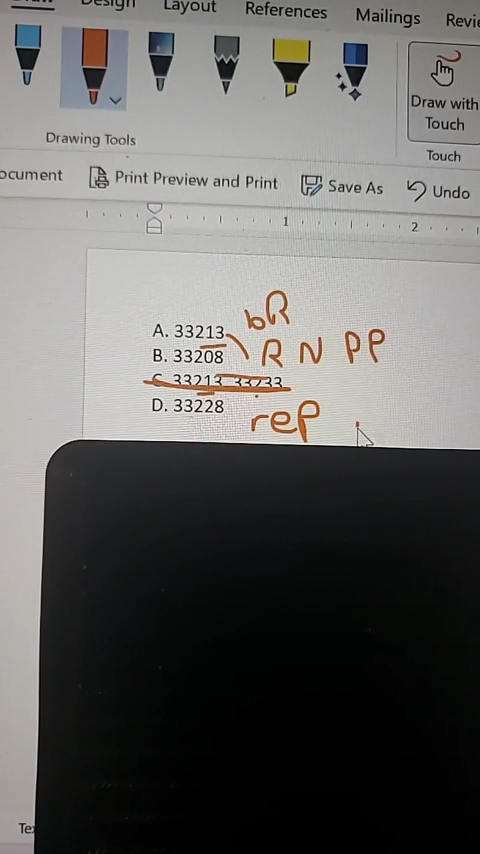 Design Layout References Mailings
Drawing Tools
Draw with
Touch
Touch
Print Preview and Print Save As Undo
1 2
bR
A. 33213
B. 33208 R N PP
C. 33213, 33233
D. 33228 rep